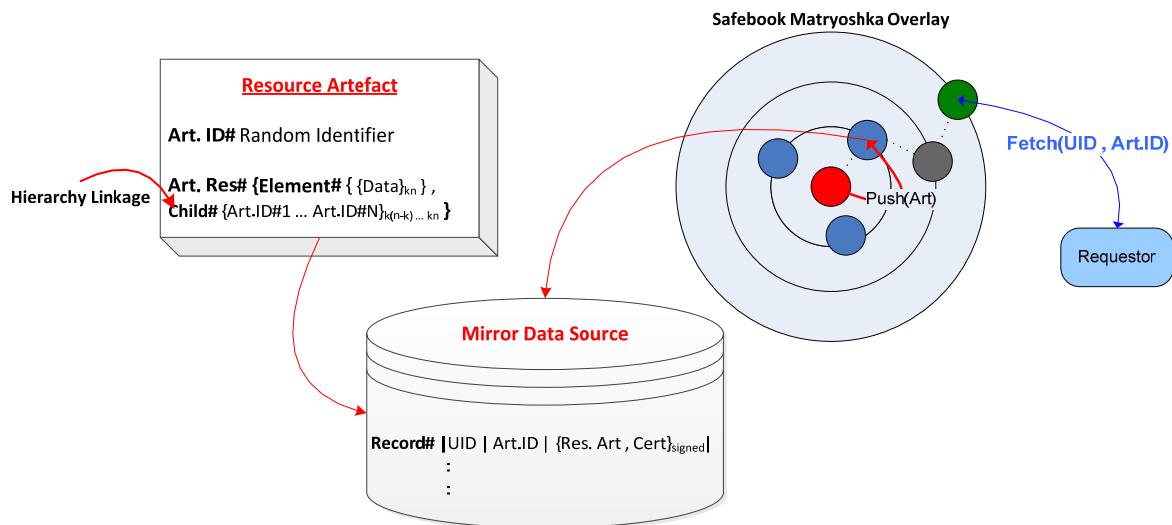 Safebook Matryoshka Overlay
Resource Artefact
Art. ID# Random Identifier
Art. Res# {Element# { {Data}kn } ,
Child# {Art.ID#1 ... Art.ID#N}k(n-k) ... kn }
Hierarchy Linkage
Push(Art)
Fetch(UID , Art.ID)
Requestor
Mirror Data Source
Record# |UID | Art.ID | {Res. Art , Cert}signed|
:
: